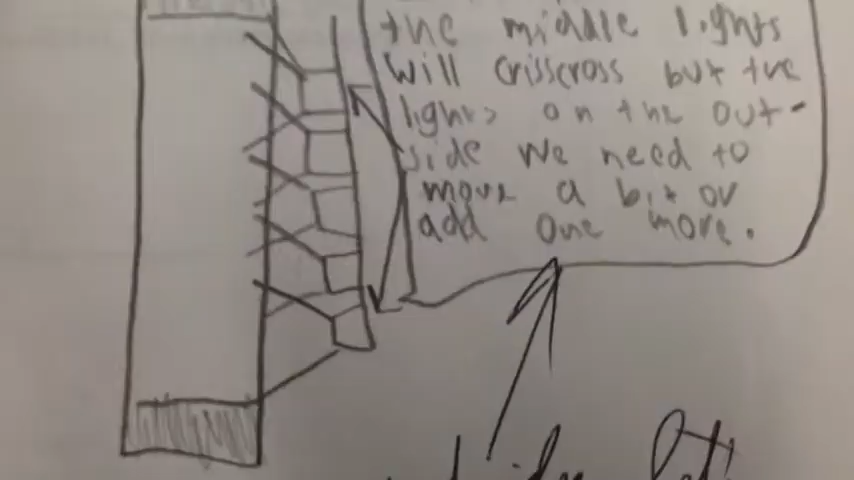 the middle lights
will crisscross but the
lights on the out-
side we need to
move a bit or
add one more.